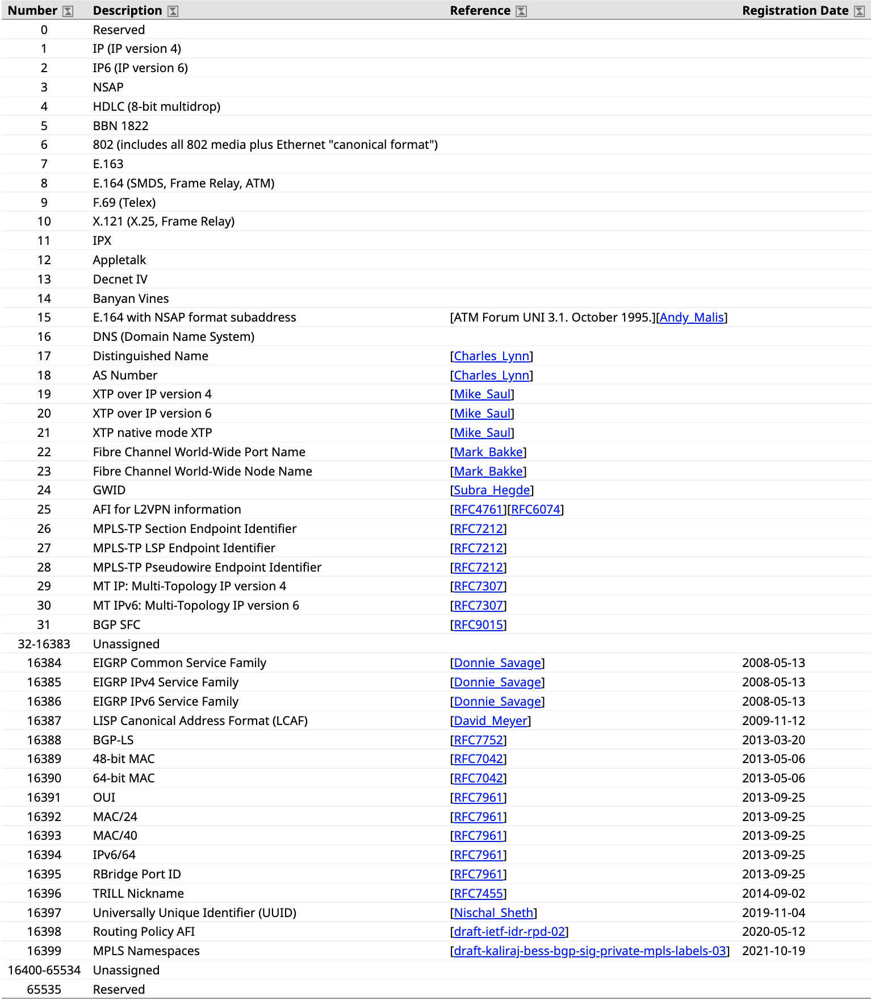 Number Description Reference Registration Date
0 Reserved
1 IP (IP version 4)
2 IP6 (IP version 6)
3 NSAP
4 HDLC (8-bit multidrop)
5 BBN 1822
6 802 (includes all 802 media plus Ethernet "canonical format")
7 E.163
8 E.164 (SMDS, Frame Relay, ATM)
9 F.69 (Telex)
10 X.121 (X.25, Frame Relay)
11 IPX
12 Appletalk
13 Decnet IV
14 Banyan Vines
15 E.164 with NSAP format subaddress [ATM Forum UNI 3.1. October 1995.][Andy_Malis]
16 DNS (Domain Name System)
17 Distinguished Name [Charles_Lynn]
18 AS Number [Charles_Lynn]
19 XTP over IP version 4 [Mike_Saul]
20 XTP over IP version 6 [Mike_Saul]
21 XTP native mode XTP [Mike_Saul]
22 Fibre Channel World-Wide Port Name [Mark_Bakke]
23 Fibre Channel World-Wide Node Name [Mark_Bakke]
24 GWID [Subra_Hegde]
25 AFI for L2VPN information [RFC4761][RFC6074]
26 MPLS-TP Section Endpoint Identifier [RFC7212]
27 MPLS-TP LSP Endpoint Identifier [RFC7212]
28 MPLS-TP Pseudowire Endpoint Identifier [RFC7212]
29 MT IP: Multi-Topology IP version 4 [RFC7307]
30 MT IPv6: Multi-Topology IP version 6 [RFC7307]
31 BGP SFC [RFC9015]
32-16383 Unassigned
16384 EIGRP Common Service Family [Donnie_Savage] 2008-05-13
16385 EIGRP IPv4 Service Family [Donnie_Savage] 2008-05-13
16386 EIGRP IPv6 Service Family [Donnie_Savage] 2008-05-13
16387 LISP Canonical Address Format (LCAF) [David_Meyer] 2009-11-12
16388 BGP-LS [RFC7752] 2013-03-20
16389 48-bit MAC [RFC7042] 2013-05-06
16390 64-bit MAC [RFC7042] 2013-05-06
16391 OUI [RFC7961] 2013-09-25
16392 MAC/24 [RFC7961] 2013-09-25
16393 MAC/40 [RFC7961] 2013-09-25
16394 IPv6/64 [RFC7961] 2013-09-25
16395 RBridge Port ID [RFC7961] 2013-09-25
16396 TRILL Nickname [RFC7455] 2014-09-02
16397 Universally Unique Identifier (UUID) [Nischal_Sheth] 2019-11-04
16398 Routing Policy AFI [draft-ietf-idr-rpd-02] 2020-05-12
16399 MPLS Namespaces [draft-kaliraj-bess-bgp-sig-private-mpls-labels-03] 2021-10-19
16400-65534 Unassigned
65535 Reserved